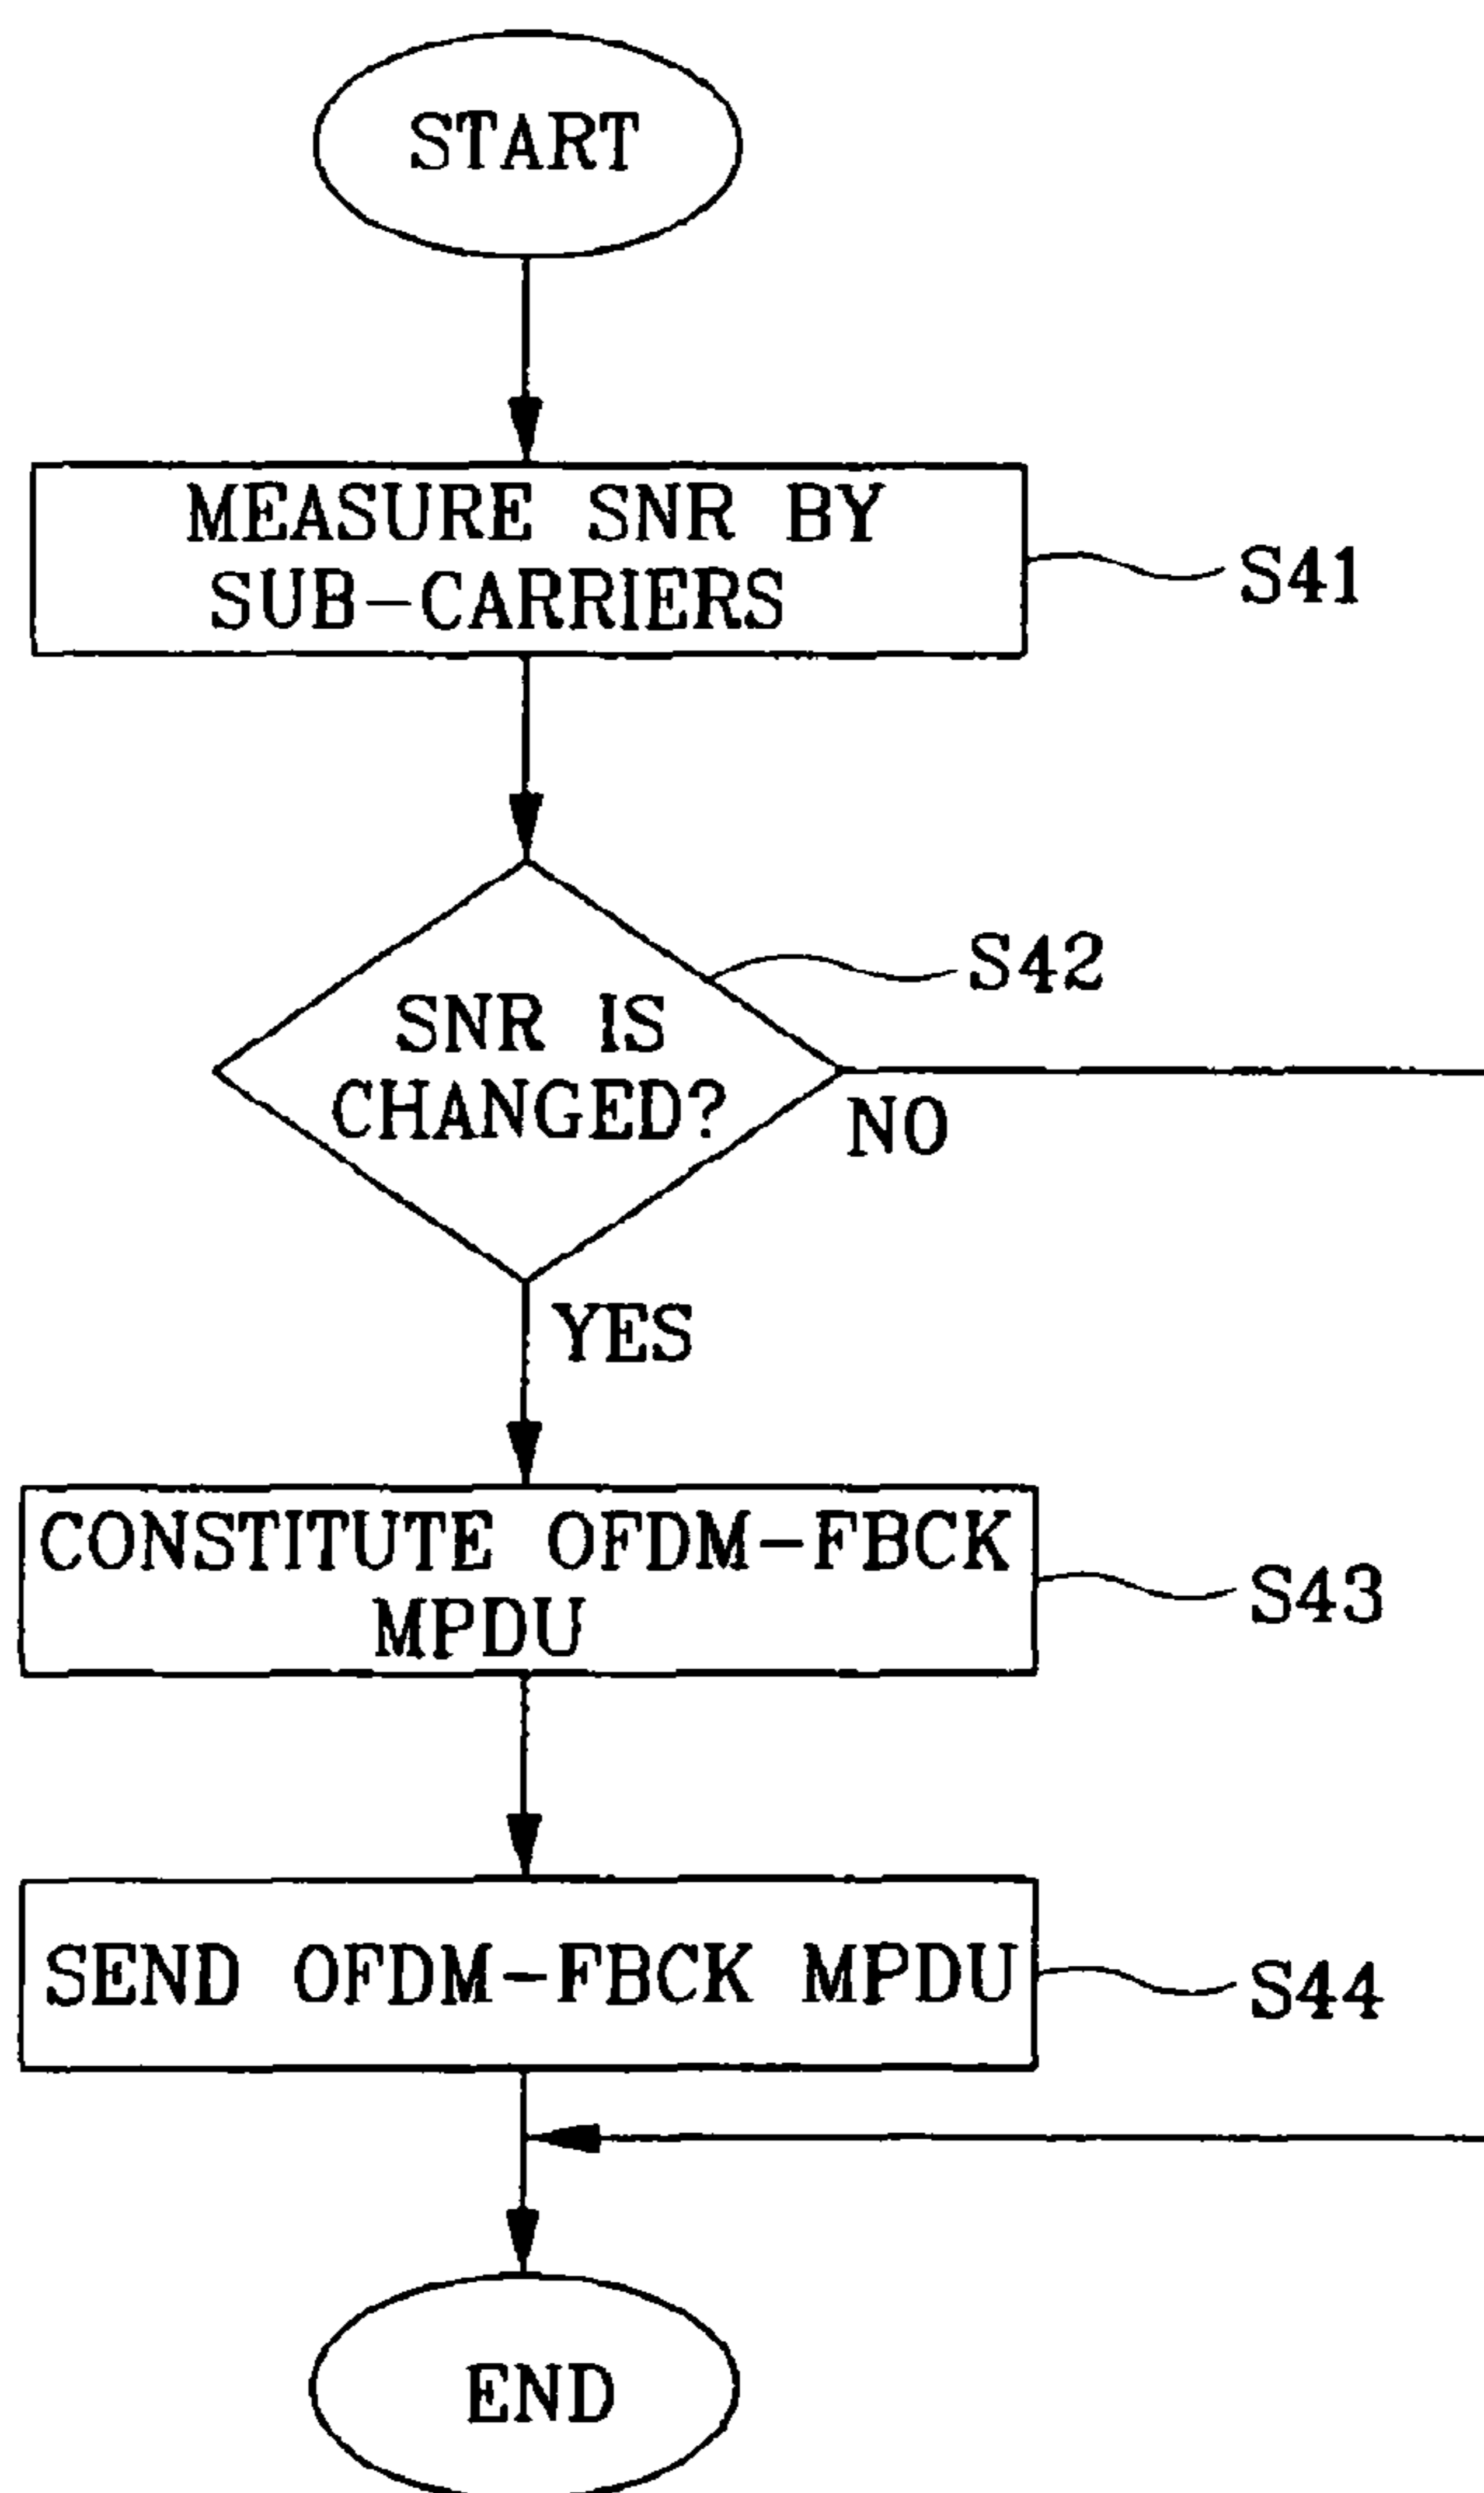 START
MEASURE SNR BY
SUB-CARRIERS
S41
S42
SNR IS
CHANGED?
NO
YES
CONSTITUTE OFDM-FBCK
MPDU
S43
SEND OFDM-FBCK MPDU
S44
END